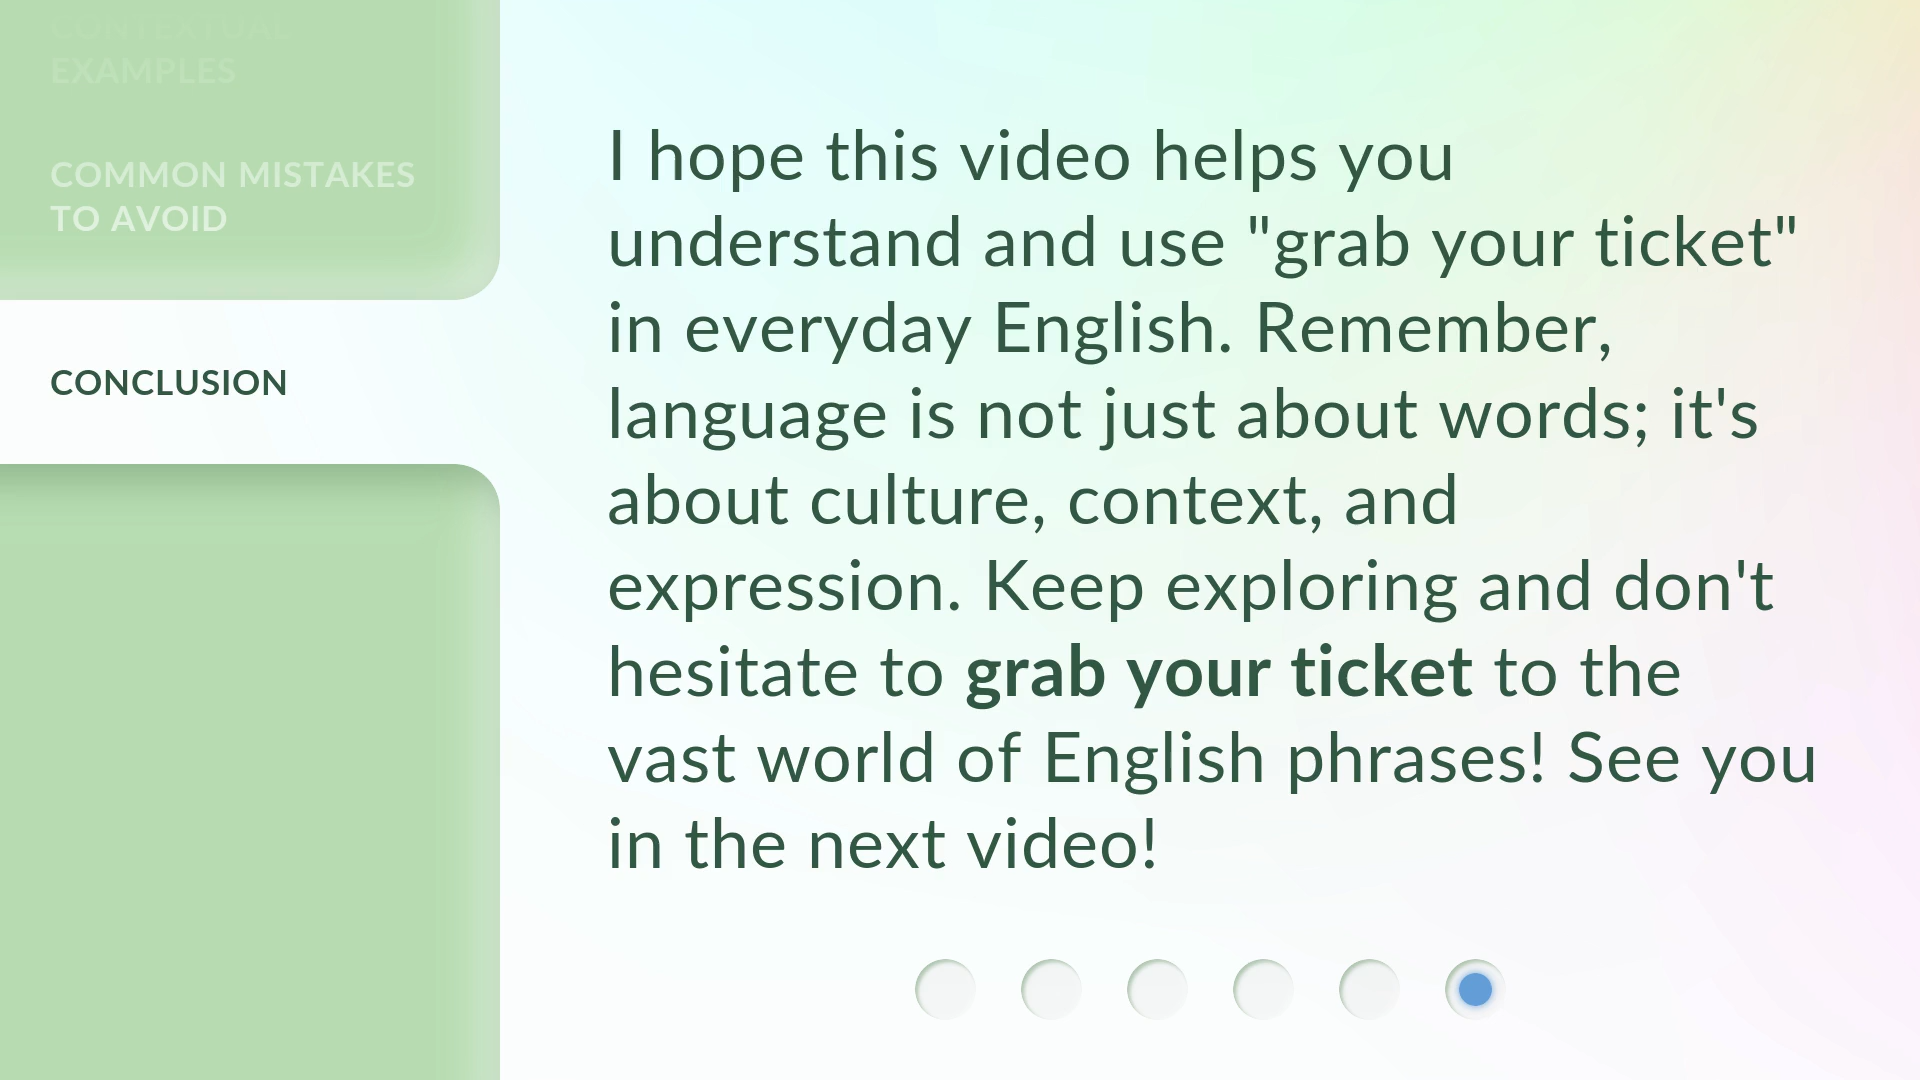 CONTEXTUAL
EXAMPLES
COMMON MISTAKES
TO AVOID
CONCLUSION
I hope this video helps you
understand and use "grab your ticket"
in everyday English. Remember,
language is not just about words; it's
about culture, context, and
expression. Keep exploring and don't
hesitate to grab your ticket to the
vast world of English phrases! See you
in the next video!